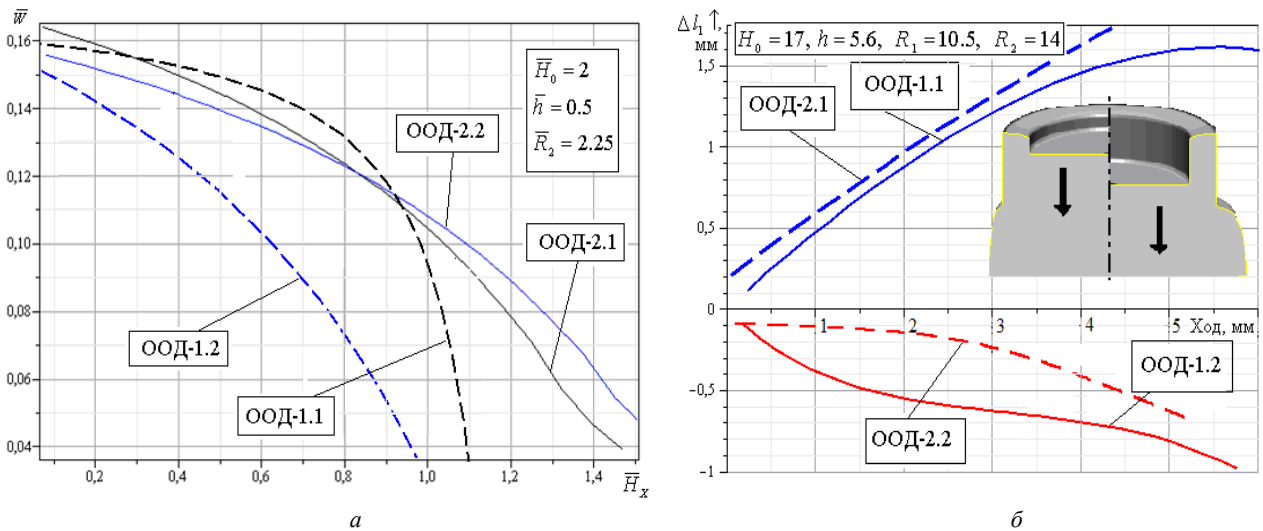 w̅
0,16
0,14
0,12
0,10
0,08
0,06
0,04
0,2
0,4
0,6
0,8
1,0
1,2
1,4
H̅_X
H̅₀ = 2
h̅ = 0.5
R̅₂ = 2.25
ООД-2.2
ООД-2.1
ООД-1.2
ООД-1.1
а
Δl₁↑,
мм
1,5
1
0,5
0
−0,5
−1
H₀ = 17, h = 5.6, R₁ = 10.5, R₂ = 14
ООД-1.1
ООД-2.1
1
2
3
4
5
Ход, мм
ООД-1.2
ООД-2.2
б